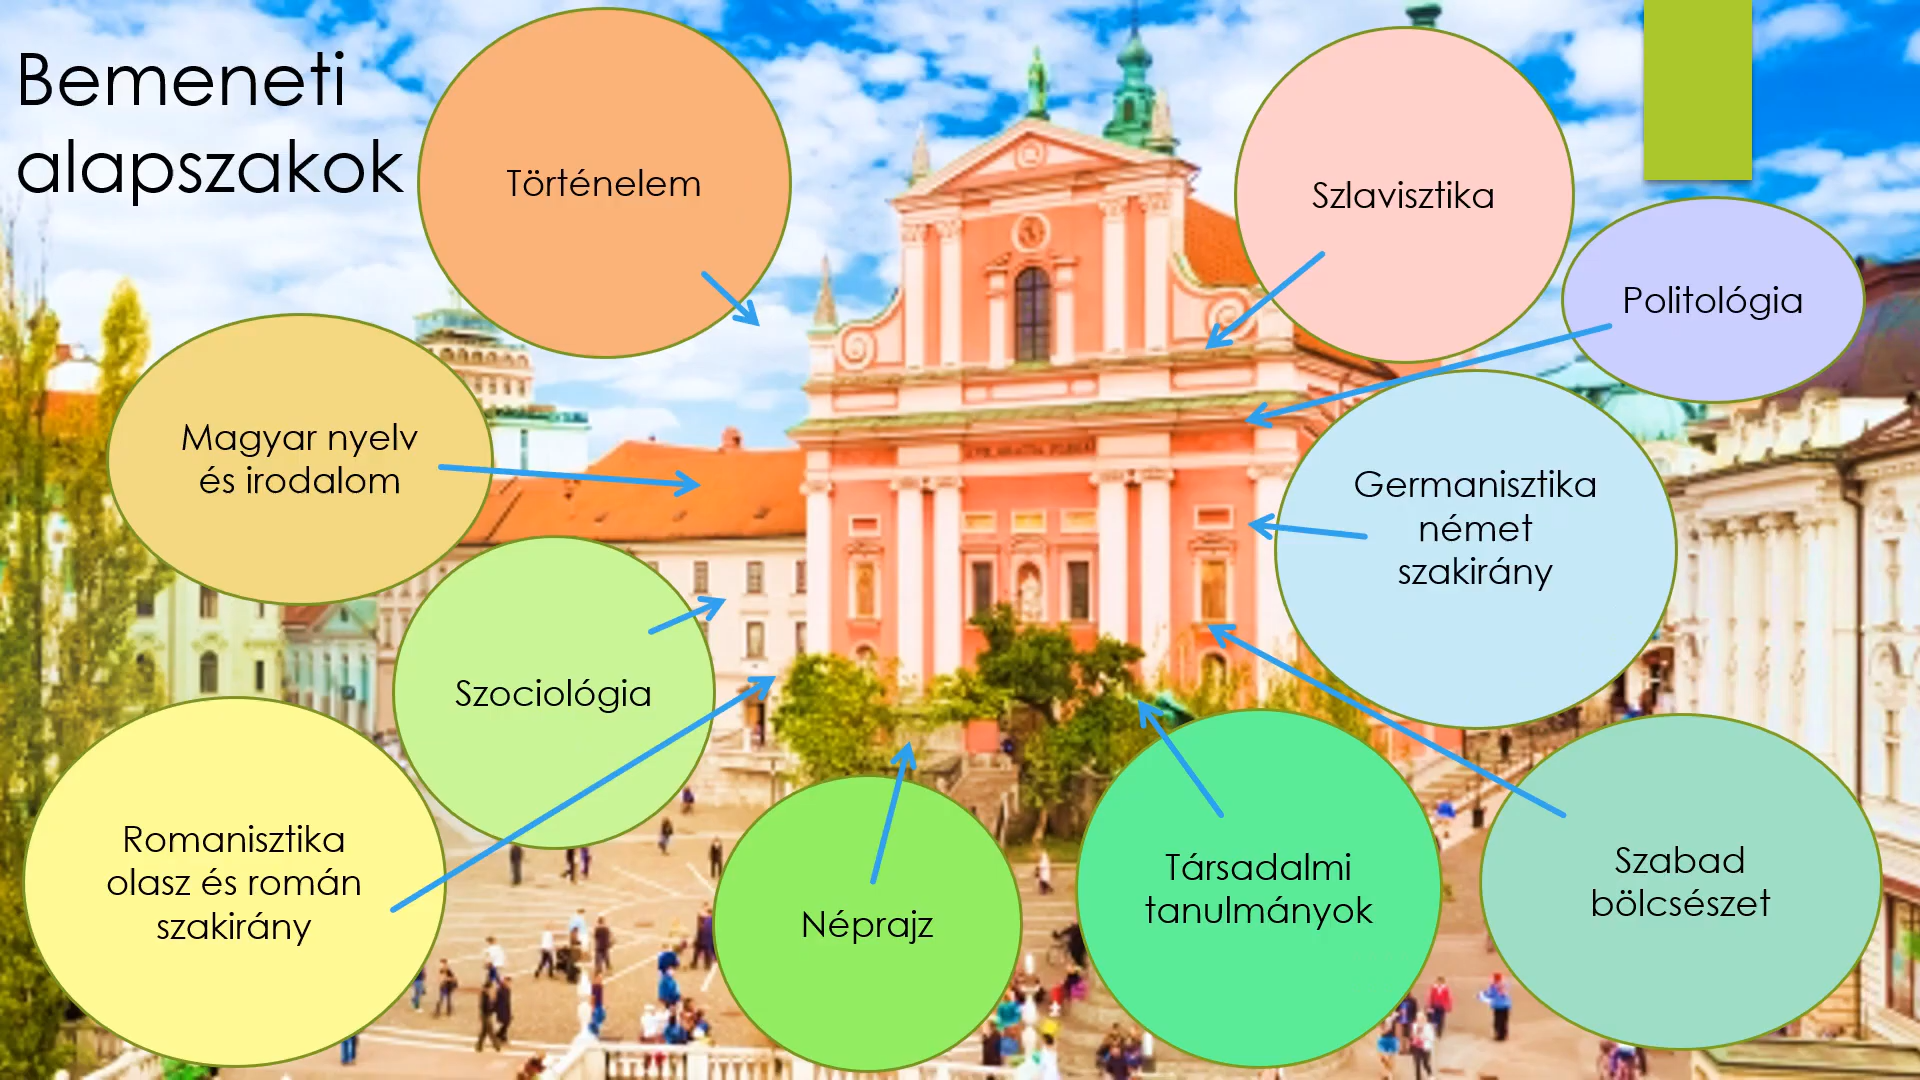 Bemeneti
alapszakok
Történelem
Szlavisztika
Politológia
Magyar nyelv
és irodalom
Germanisztika
német
szakirány
Szociológia
Romanisztika
olasz és román
szakirány
Néprajz
Társadalmi
tanulmányok
Szabad
bölcsészet